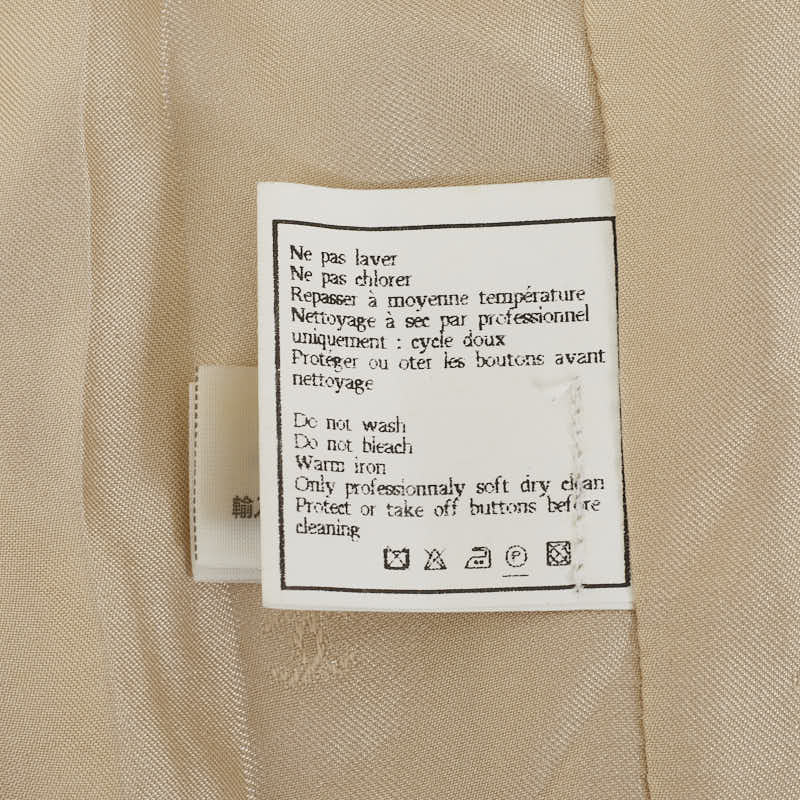 Ne pas laver
Ne pas chlorer
Repasser à moyenne température
Nettoyage à sec par professionnel
uniquement : cycle doux
Protéger ou oter les boutons avant
nettoyage
Do not wash
Do not bleach
Warm iron
Only professionnaly soft dry clean
Protect or take off buttons before
cleaning
P
輸